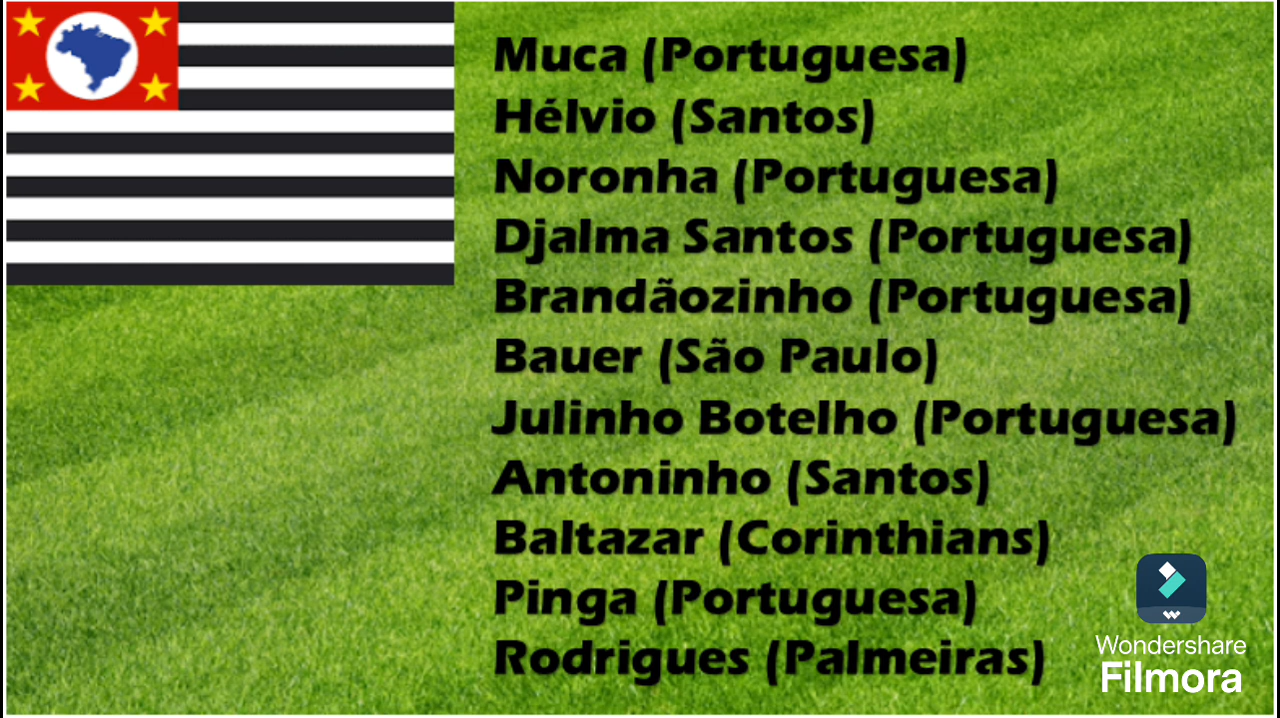 Muca (Portuguesa)
Hélvio (Santos)
Noronha (Portuguesa)
Djalma Santos (Portuguesa)
Brandãozinho (Portuguesa)
Bauer (São Paulo)
Julinho Botelho (Portuguesa)
Antoninho (Santos)
Baltazar (Corinthians)
Pinga (Portuguesa)
Rodrigues (Palmeiras)
Wondershare
Filmora